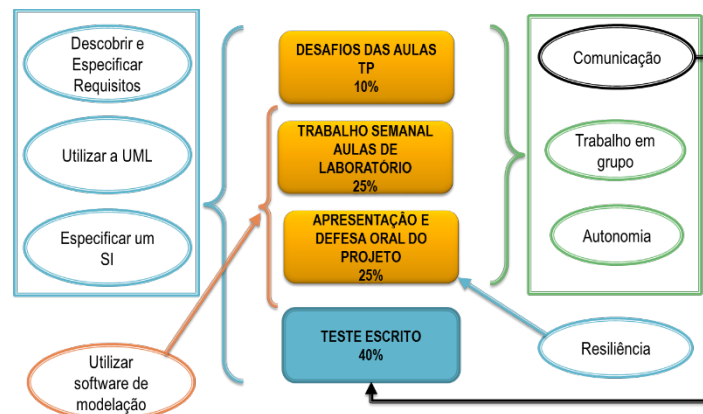 Descobrir e
Especificar
Requisitos
Utilizar a UML
Especificar um
SI
Utilizar
software de
modelação
DESAFIOS DAS AULAS
TP
10%
TRABALHO SEMANAL
AULAS DE
LABORATÓRIO
25%
APRESENTAÇÃO E
DEFESA ORAL DO
PROJETO
25%
TESTE ESCRITO
40%
Comunicação
Trabalho em
grupo
Autonomia
Resiliência